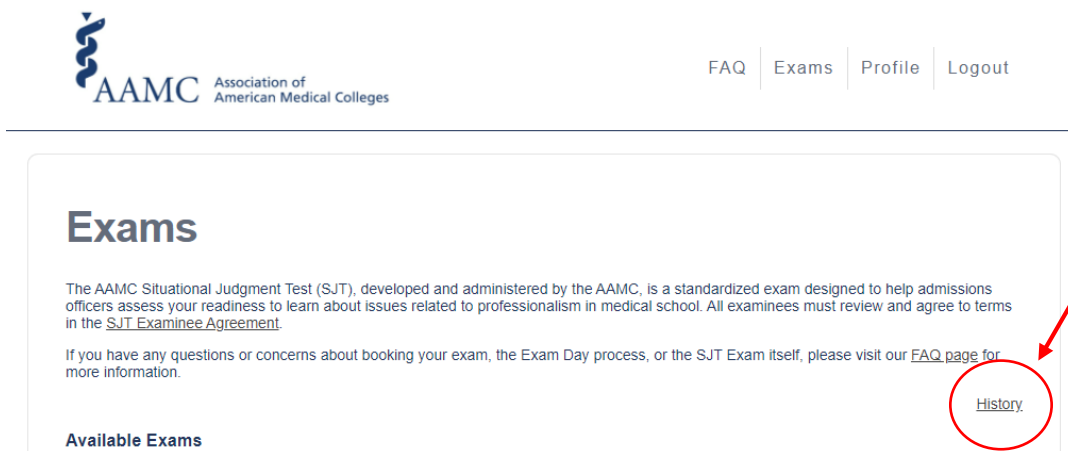 AAMC Association of
American Medical Colleges
FAQ Exams Profile Logout
Exams
The AAMC Situational Judgment Test (SJT), developed and administered by the AAMC, is a standardized exam designed to help admissions
officers assess your readiness to learn about issues related to professionalism in medical school. All examinees must review and agree to terms
in the SJT Examinee Agreement.
If you have any questions or concerns about booking your exam, the Exam Day process, or the SJT Exam itself, please visit our FAQ page for
more information.
History
Available Exams